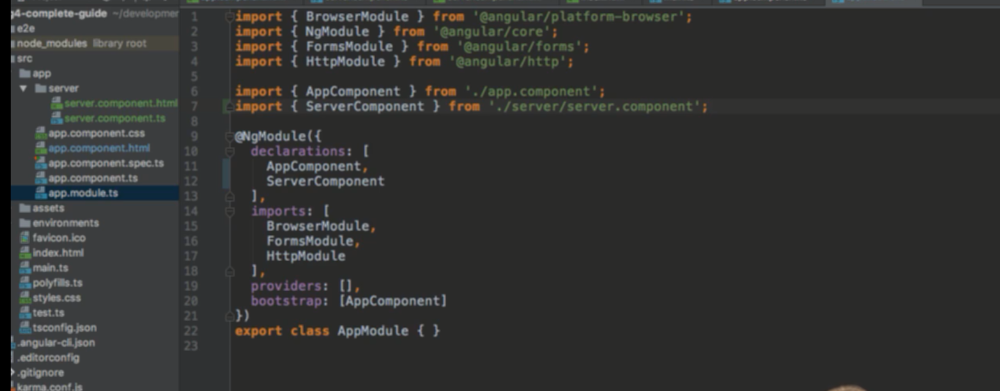 4-complete-guide ~/developmen
e2e
node_modules library root
src
app
server
server.component.html
server.component.ts
app.component.css
app.component.html
app.component.spec.ts
app.component.ts
app.module.ts
assets
environments
favicon.ico
index.html
main.ts
polyfills.ts
styles.css
test.ts
tsconfig.json
.angular-cli.json
.editorconfig
.gitignore
karma.conf.js
1 import { BrowserModule } from '@angular/platform-browser';
2 import { NgModule } from '@angular/core';
3 import { FormsModule } from '@angular/forms';
4 import { HttpModule } from '@angular/http';
5
6 import { AppComponent } from './app.component';
7 import { ServerComponent } from './server/server.component';
8
9 @NgModule({
10 declarations: [
11 AppComponent,
12 ServerComponent
13 ],
14 imports: [
15 BrowserModule,
16 FormsModule,
17 HttpModule
18 ],
19 providers: [],
20 bootstrap: [AppComponent]
21 })
22 export class AppModule { }
23